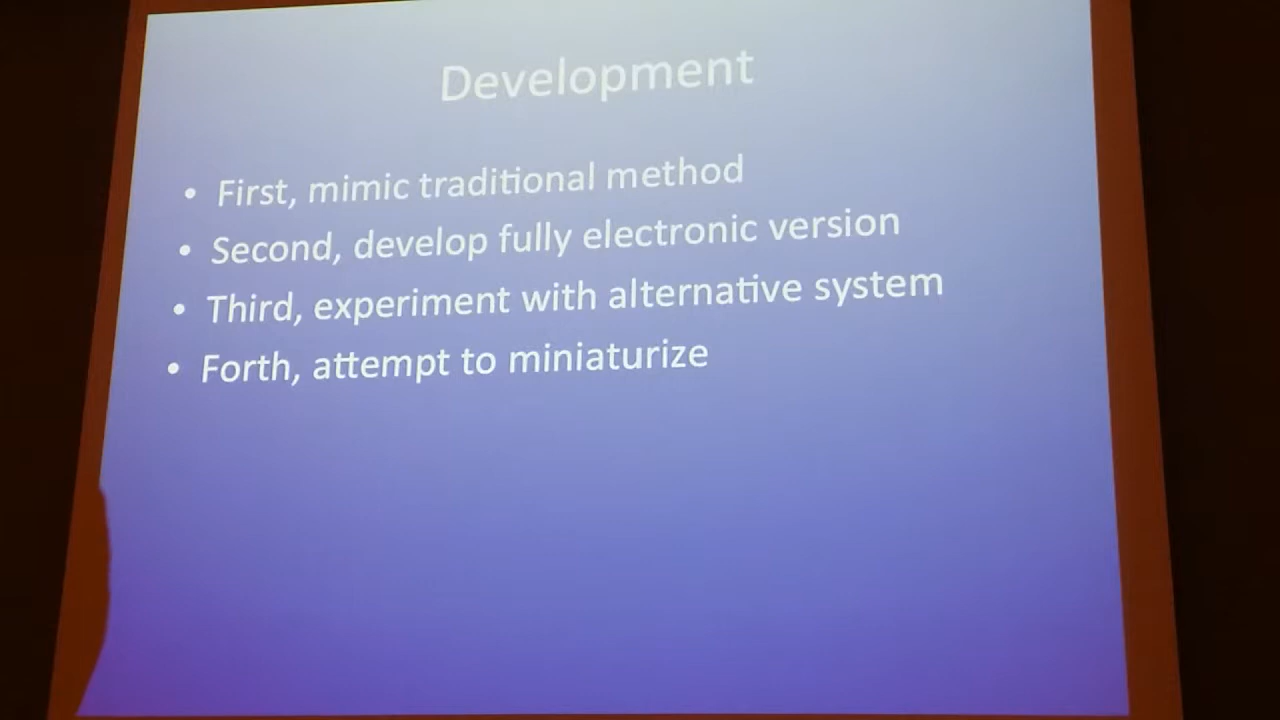 Development
• First, mimic traditional method
• Second, develop fully electronic version
• Third, experiment with alternative system
• Forth, attempt to miniaturize